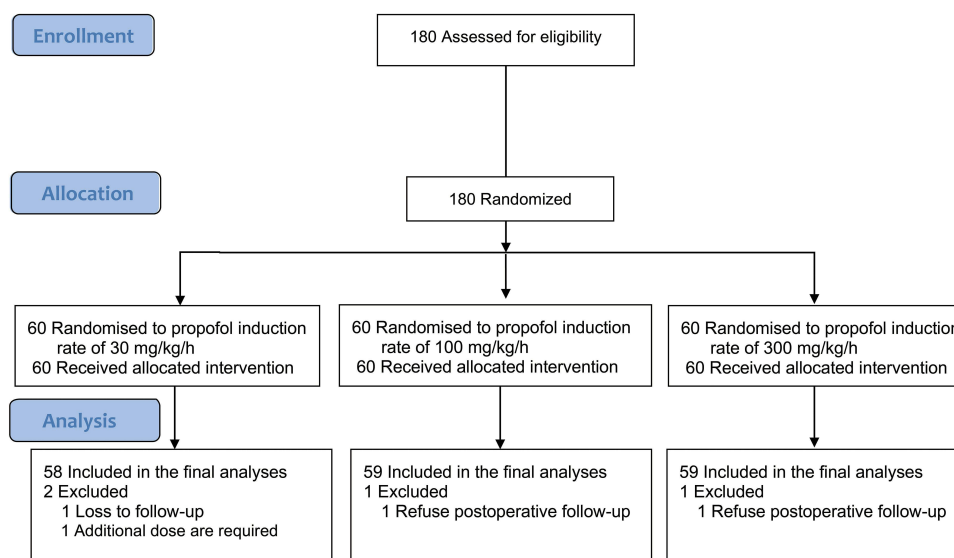 Enrollment
180 Assessed for eligibility
Allocation
180 Randomized
60 Randomised to propofol induction
rate of 30 mg/kg/h
60 Received allocated intervention
60 Randomised to propofol induction
rate of 100 mg/kg/h
60 Received allocated intervention
60 Randomised to propofol induction
rate of 300 mg/kg/h
60 Received allocated intervention
Analysis
58 Included in the final analyses
2 Excluded
1 Loss to follow-up
1 Additional dose are required
59 Included in the final analyses
1 Excluded
1 Refuse postoperative follow-up
59 Included in the final analyses
1 Excluded
1 Refuse postoperative follow-up